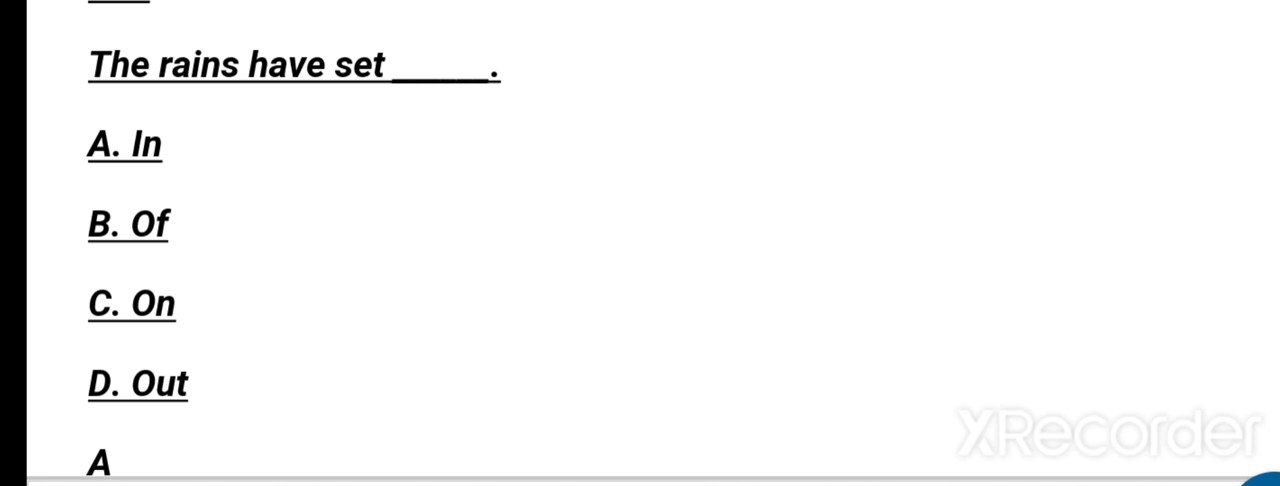 The rains have set ______.
A. In
B. Of
C. On
D. Out
A
XRecorder